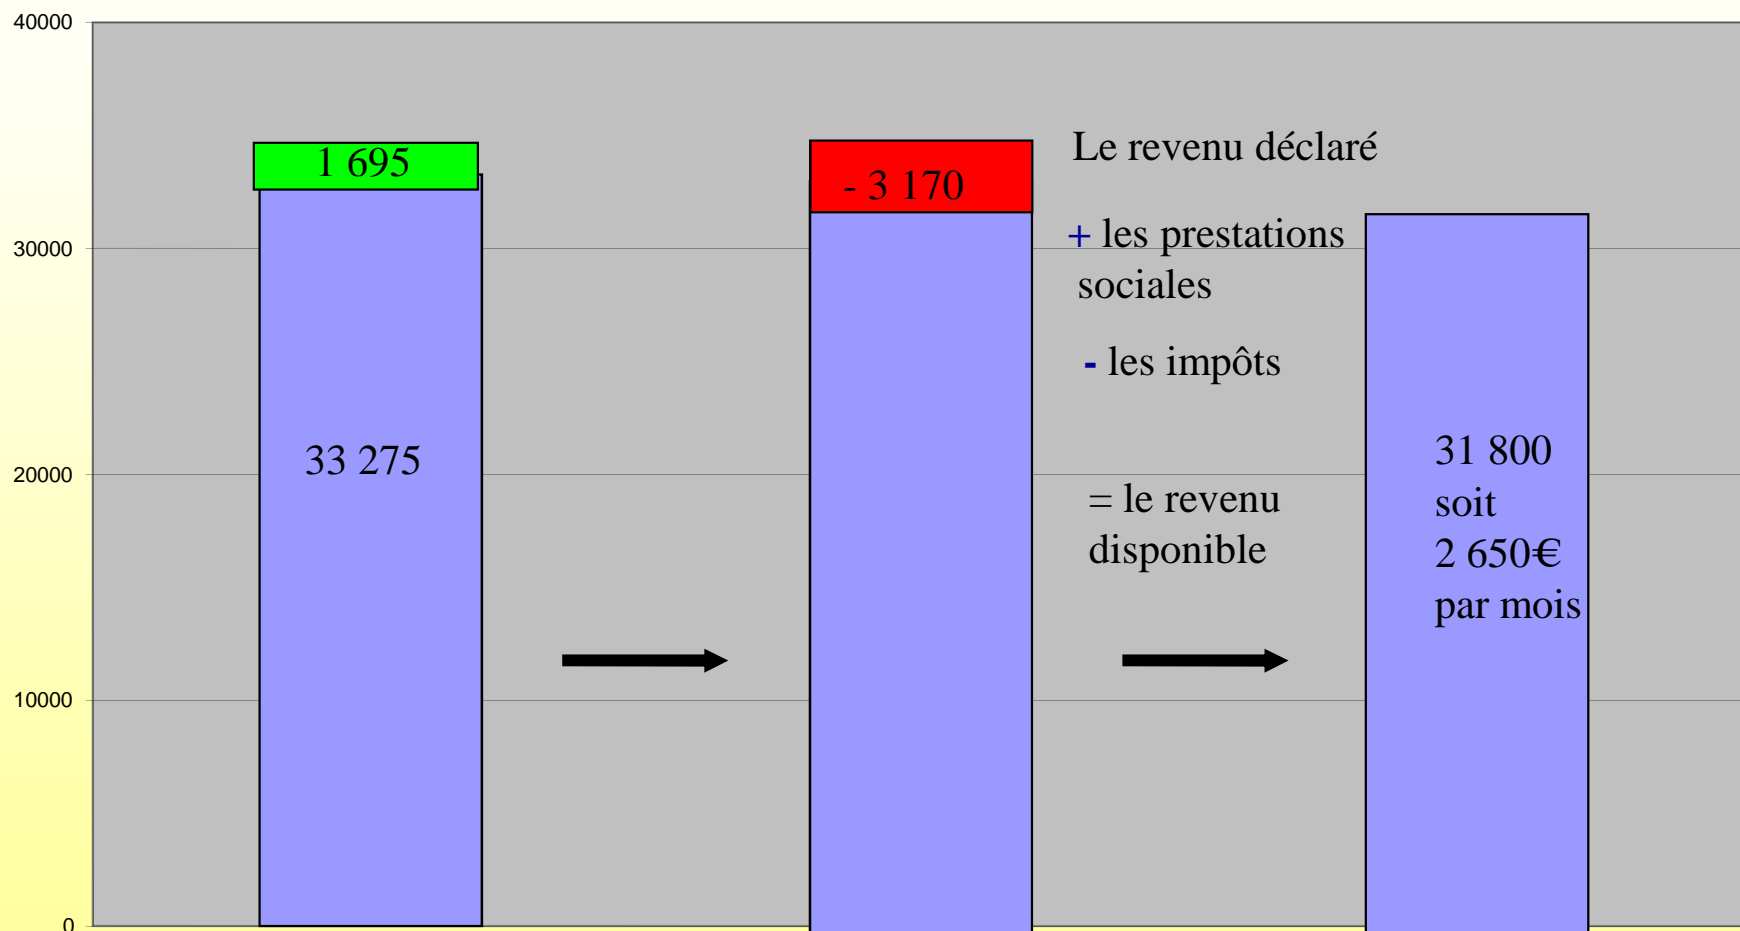 40000
30000
20000
10000
0
1 695
33 275
- 3 170
Le revenu déclaré
+ les prestations
sociales
- les impôts
= le revenu
disponible
31 800
soit
2 650€
par mois